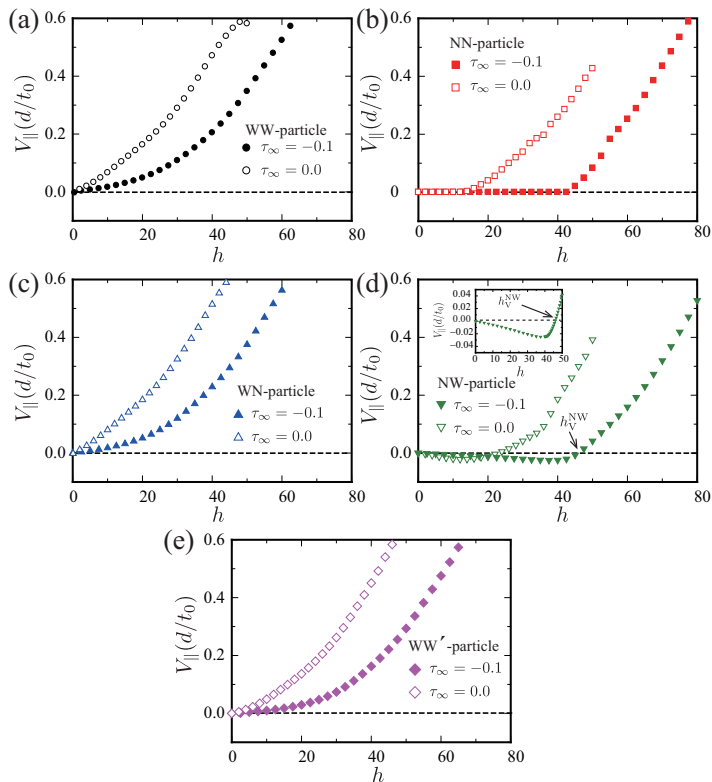 (a)
0.6
0.4
0.2
0.0
V∥(d/t₀)
WW-particle
τ∞ = −0.1
τ∞ = 0.0
0 20 40 60 80
h
(b)
0.6
0.4
0.2
0.0
V∥(d/t₀)
NN-particle
τ∞ = −0.1
τ∞ = 0.0
0 20 40 60 80
h
(c)
0.6
0.4
0.2
0.0
V∥(d/t₀)
WN-particle
τ∞ = −0.1
τ∞ = 0.0
0 20 40 60 80
h
(d)
0.6
0.4
0.2
0.0
V∥(d/t₀)
0.04
0.02
0.00
−0.02
−0.04
V∥(d/t₀)
h_V^NW
0 10 20 30 40 50
h
NW-particle
τ∞ = −0.1
τ∞ = 0.0
h_V^NW
0 20 40 60 80
h
(e)
0.6
0.4
0.2
0.0
V∥(d/t₀)
WW′-particle
τ∞ = −0.1
τ∞ = 0.0
0 20 40 60 80
h